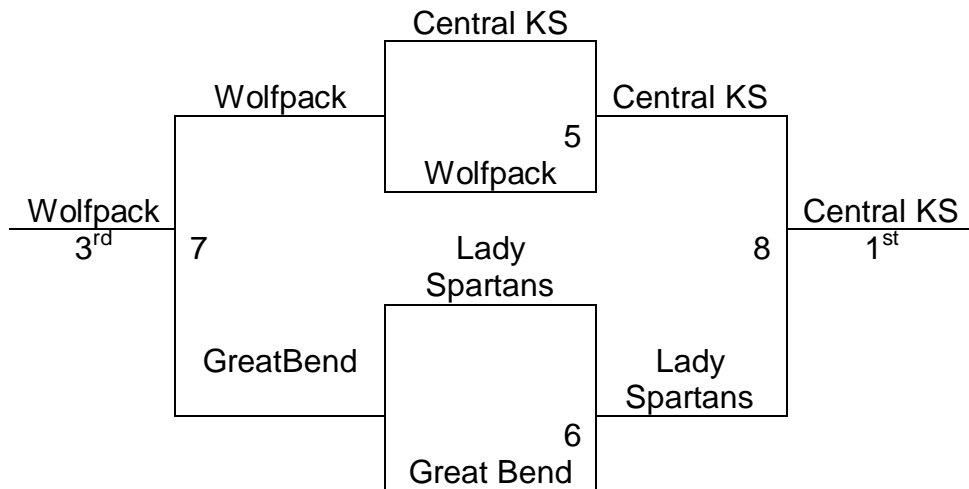 Central KS
Wolfpack Central KS
5
Wolfpack
Wolfpack Central KS
3rd 7 Lady 8 1st
Spartans
GreatBend Lady
Spartans
6
Great Bend